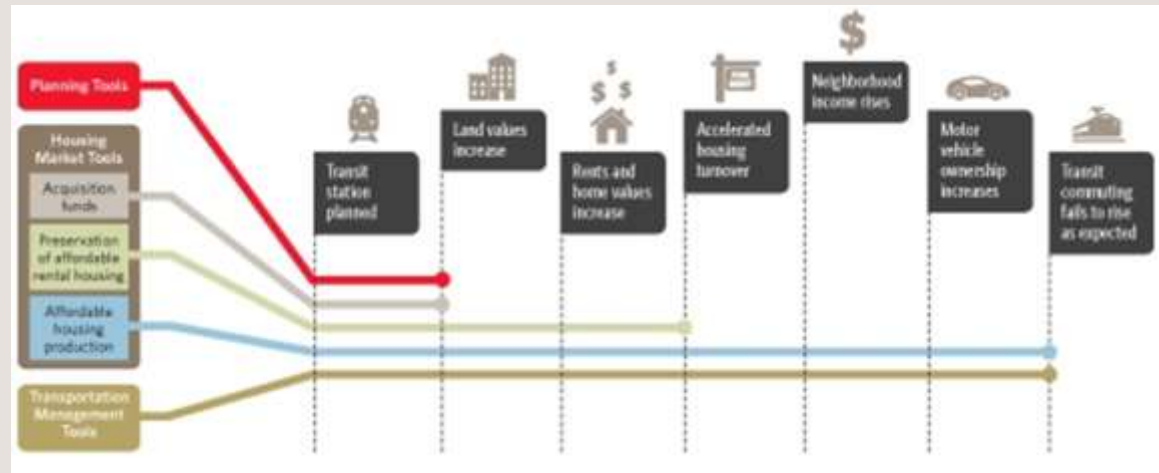 Planning Tools
Housing
Market Tools
Acquisition
funds
Preservation
of affordable
rental housing
Affordable
housing
production
Transportation
Management
Tools
Transit
station
planned
Land values
increase
$
$ $
Rents and
home values
increase
Accelerated
housing
turnover
$
Neighborhood
income rises
Motor
vehicle
ownership
increases
Transit
commuting
fails to rise
as expected